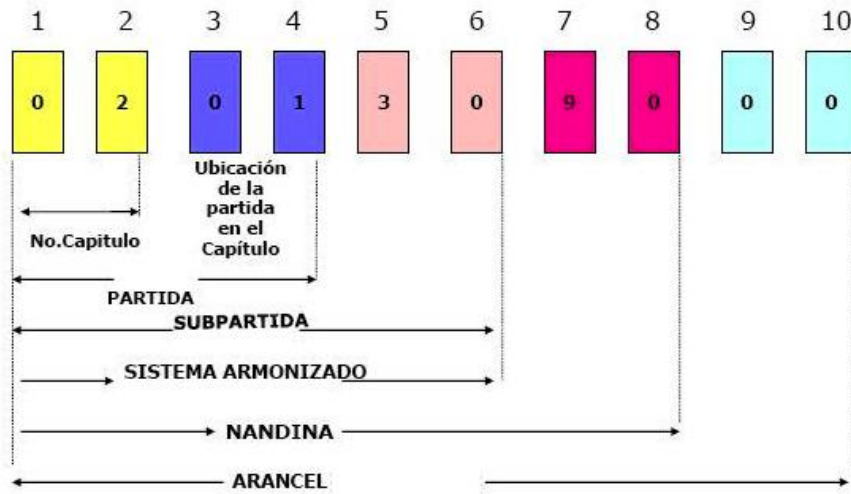 1 2 3 4 5 6 7 8 9 10
0 2 0 1 3 0 9 0 0 0
Ubicación
de la
partida
en el
Capítulo
No.Capitulo
PARTIDA
SUBPARTIDA
SISTEMA ARMONIZADO
NANDINA
ARANCEL